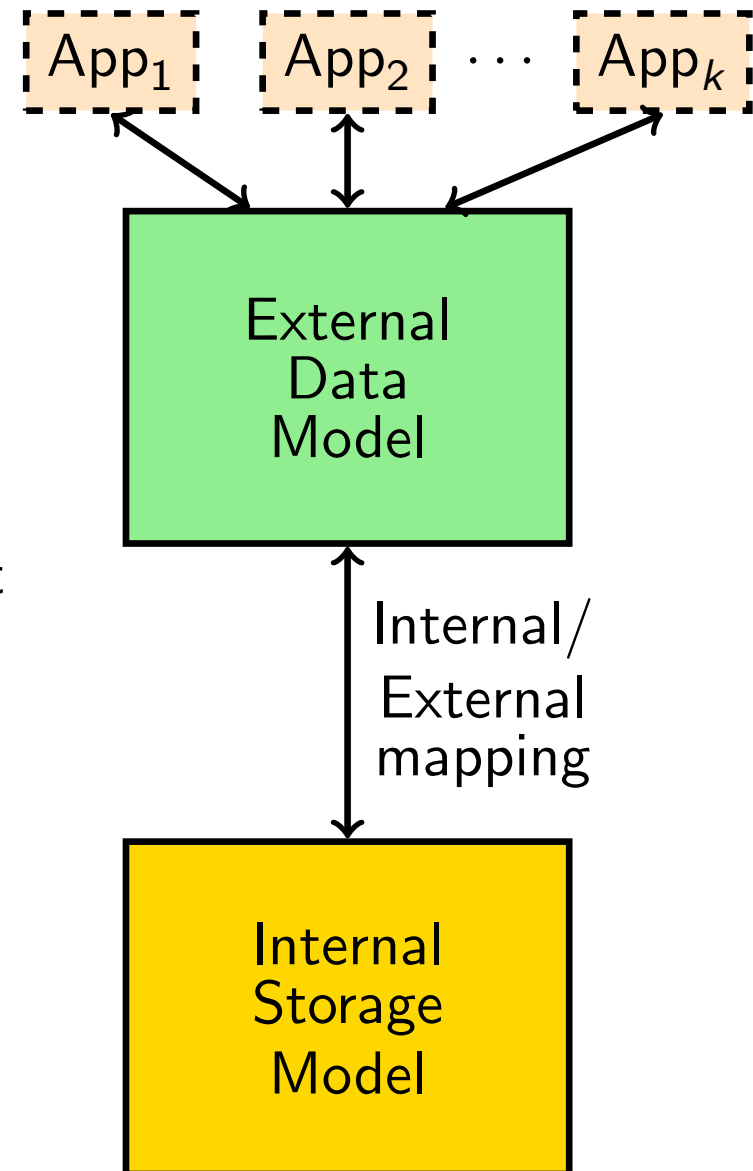 App₁ App₂ · · · Appₖ
External
Data
Model
Internal/
External
mapping
Internal
Storage
Model